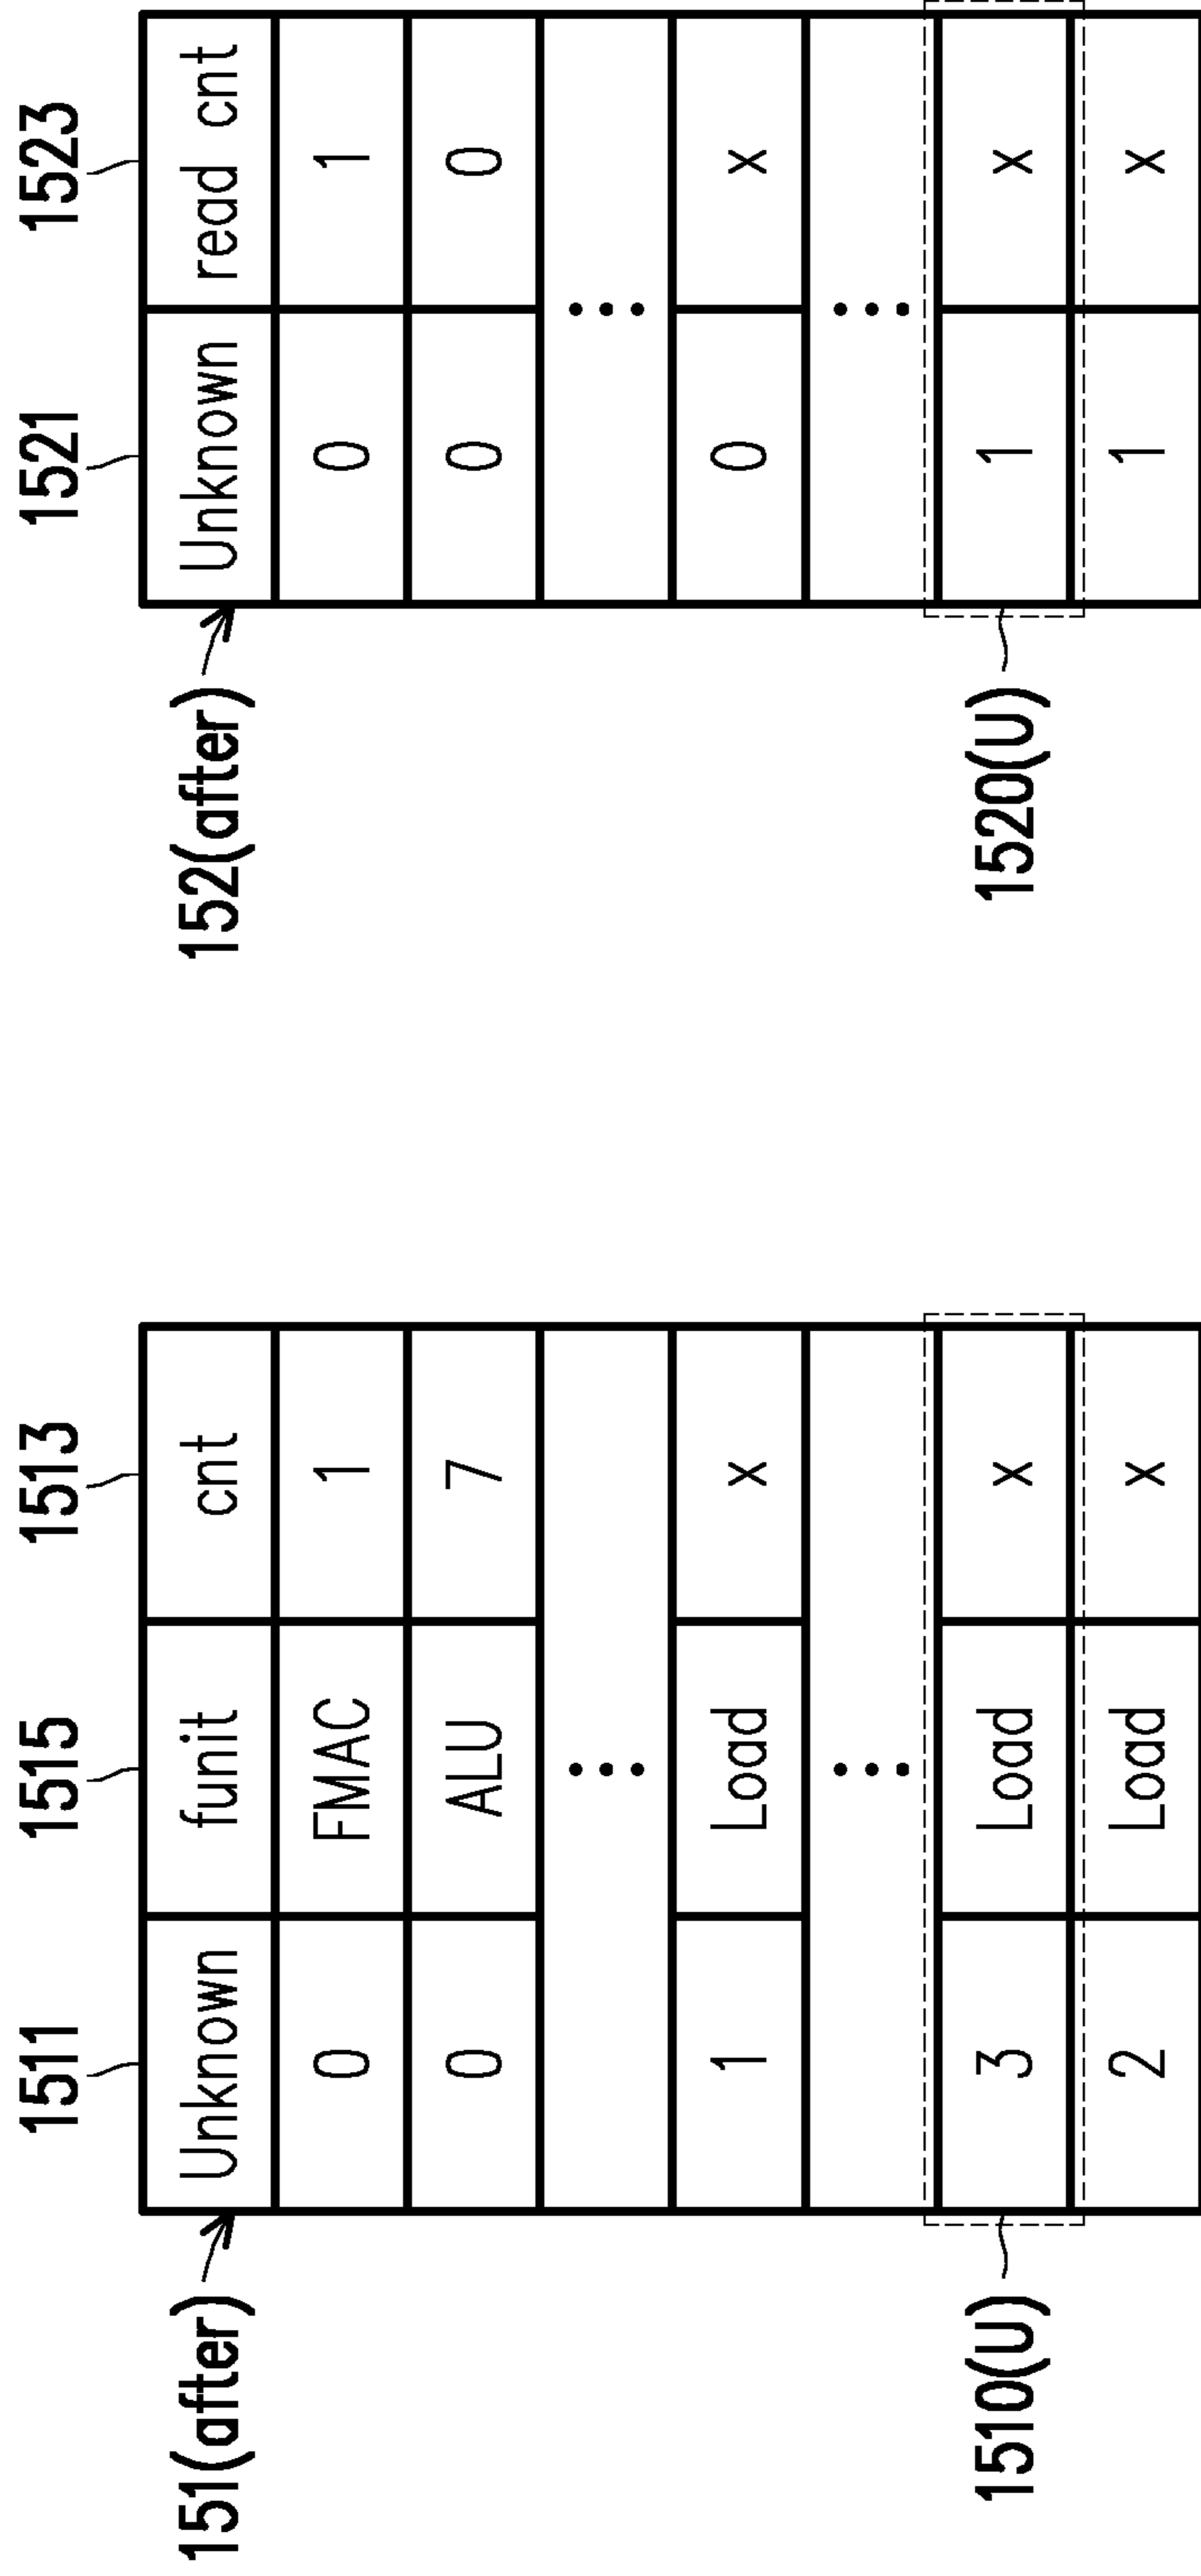 1511 1515 1513
151(after) Unknown funit cnt
0 FMAC 1
0 ALU 7
1 Load x
1510(U) 3 Load x
2 Load x
1521 1523
152(after) Unknown read cnt
0 1
0 0
0 x
1520(U) 1 x
1 x